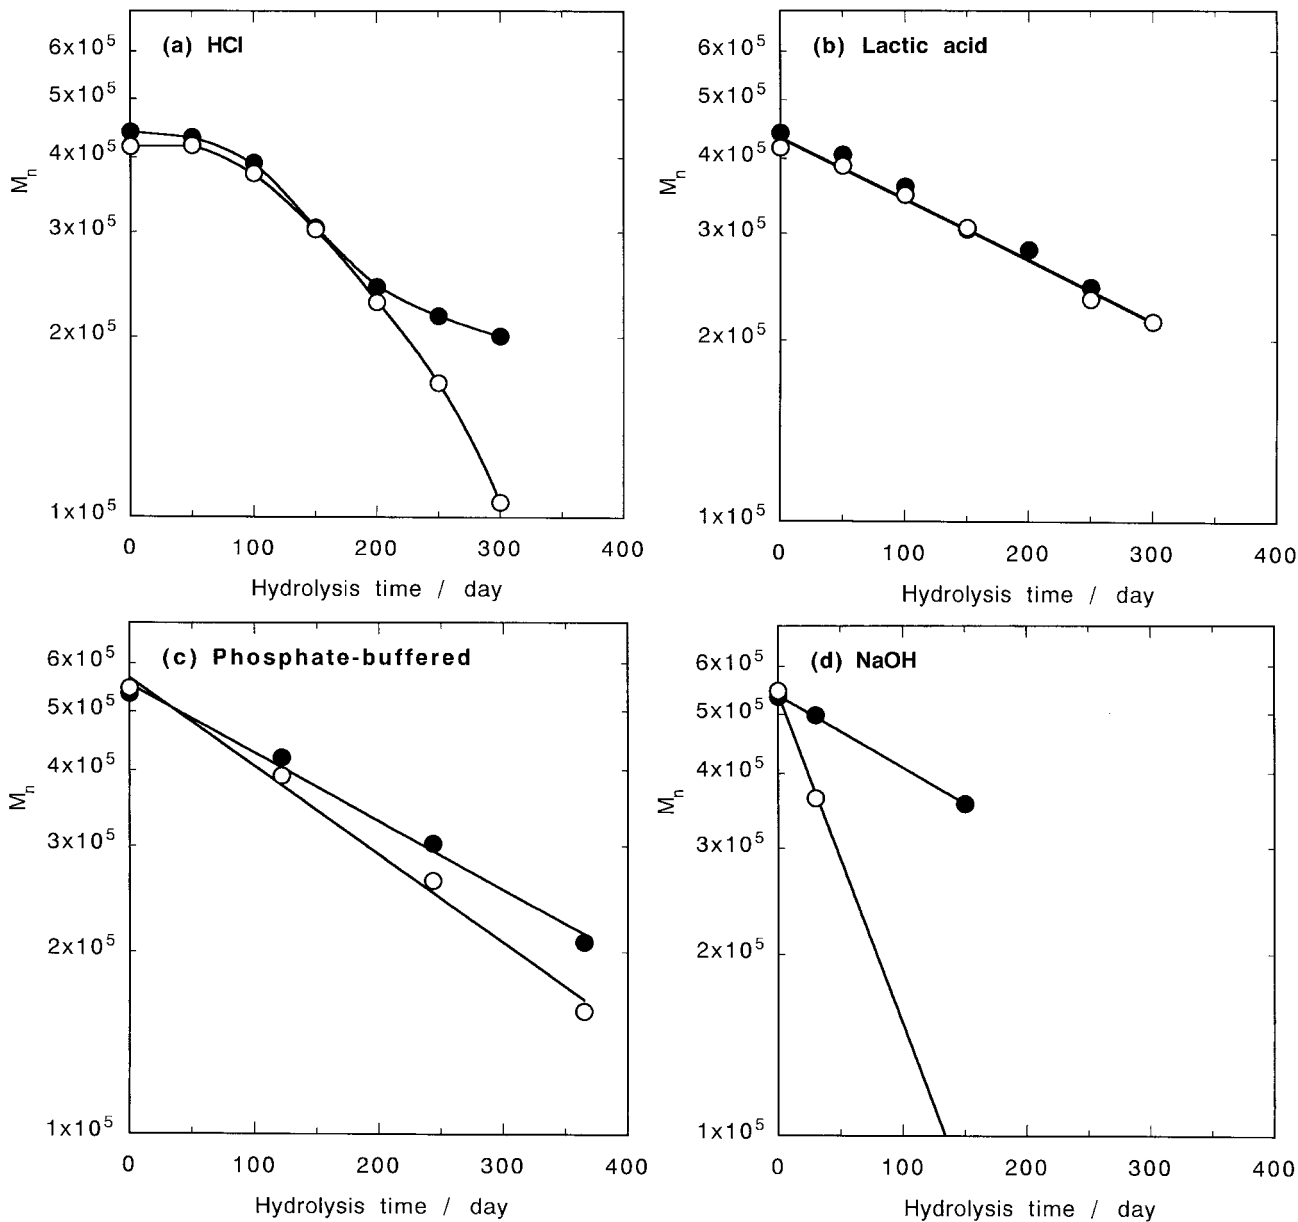 (a) HCl
6x10⁵
5x10⁵
4x10⁵
3x10⁵
2x10⁵
1x10⁵
Mₙ
0 100 200 300 400
Hydrolysis time / day
(b) Lactic acid
6x10⁵
5x10⁵
4x10⁵
3x10⁵
2x10⁵
1x10⁵
Mₙ
0 100 200 300 400
Hydrolysis time / day
(c) Phosphate-buffered
6x10⁵
5x10⁵
4x10⁵
3x10⁵
2x10⁵
1x10⁵
Mₙ
0 100 200 300 400
Hydrolysis time / day
(d) NaOH
6x10⁵
5x10⁵
4x10⁵
3x10⁵
2x10⁵
1x10⁵
Mₙ
0 100 200 300 400
Hydrolysis time / day